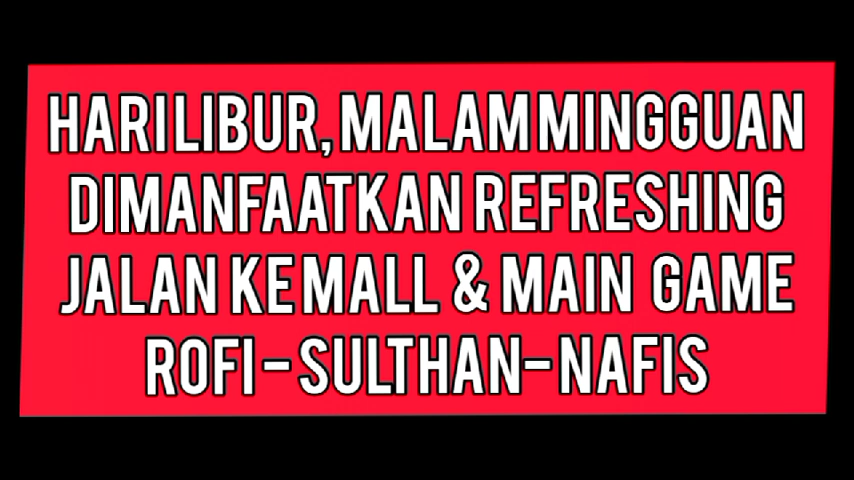 HARI LIBUR, MALAM MINGGUAN
DIMANFAATKAN REFRESHING
JALAN KE MALL & MAIN GAME
ROFI - SULTHAN - NAFIS